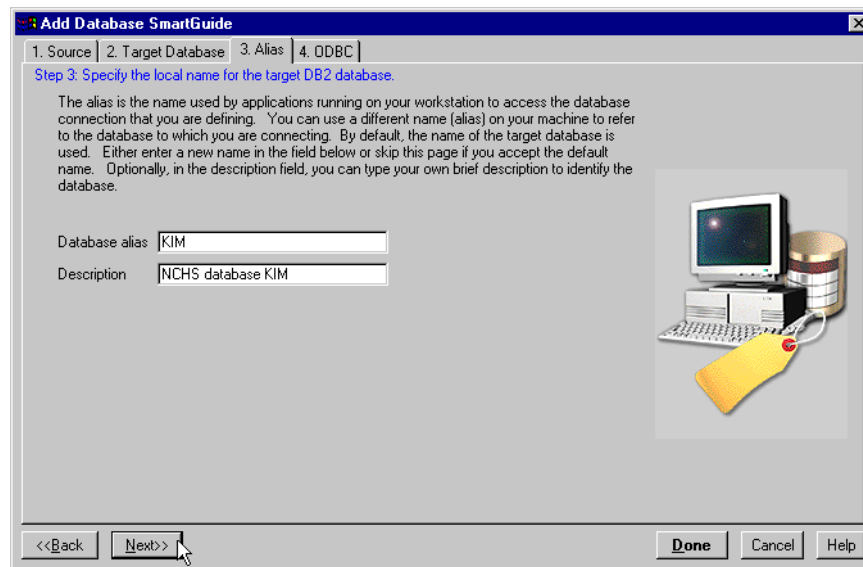 Add Database SmartGuide
1. Source 2. Target Database 3. Alias 4. ODBC
Step 3: Specify the local name for the target DB2 database.
The alias is the name used by applications running on your workstation to access the database
connection that you are defining. You can use a different name (alias) on your machine to refer
to the database to which you are connecting. By default, the name of the target database is
used. Either enter a new name in the field below or skip this page if you accept the default
name. Optionally, in the description field, you can type your own brief description to identify the
database.
Database alias KIM
Description NCHS database KIM
<<Back Next>> Done Cancel Help